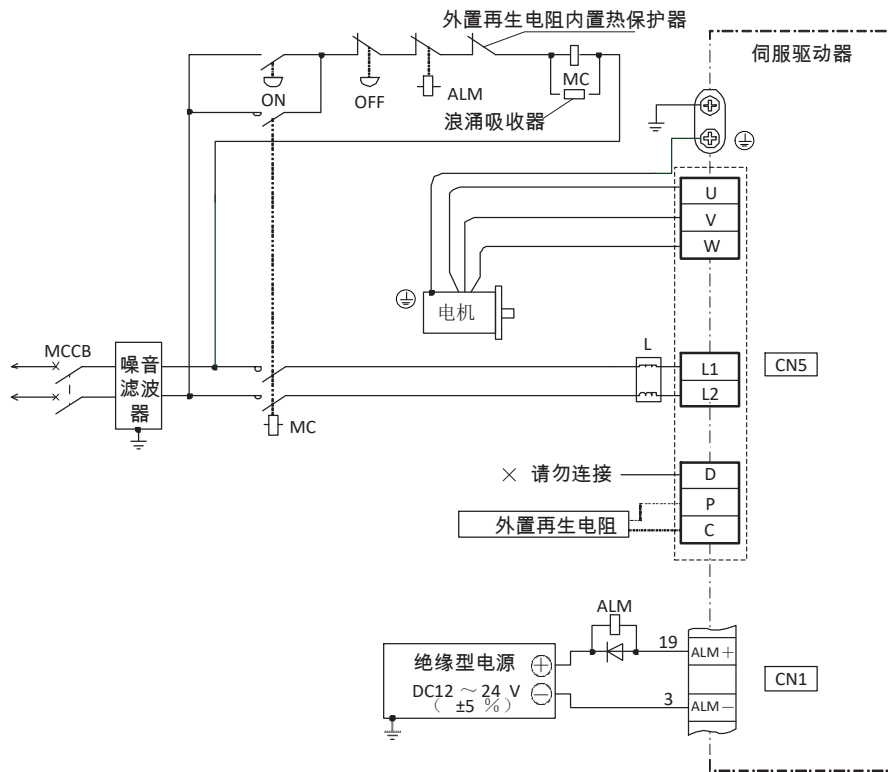 外置再生电阻内置热保护器
伺服驱动器
ON
OFF
ALM
MC
浪涌吸收器
U
V
W
电机
MCCB
噪音
滤波
器
L
L1
L2
CN5
MC
× 请勿连接
D
P
C
外置再生电阻
ALM
绝缘型电源
DC12 ～ 24 V
（ ±5 %）
19
ALM＋
3
ALM－
CN1